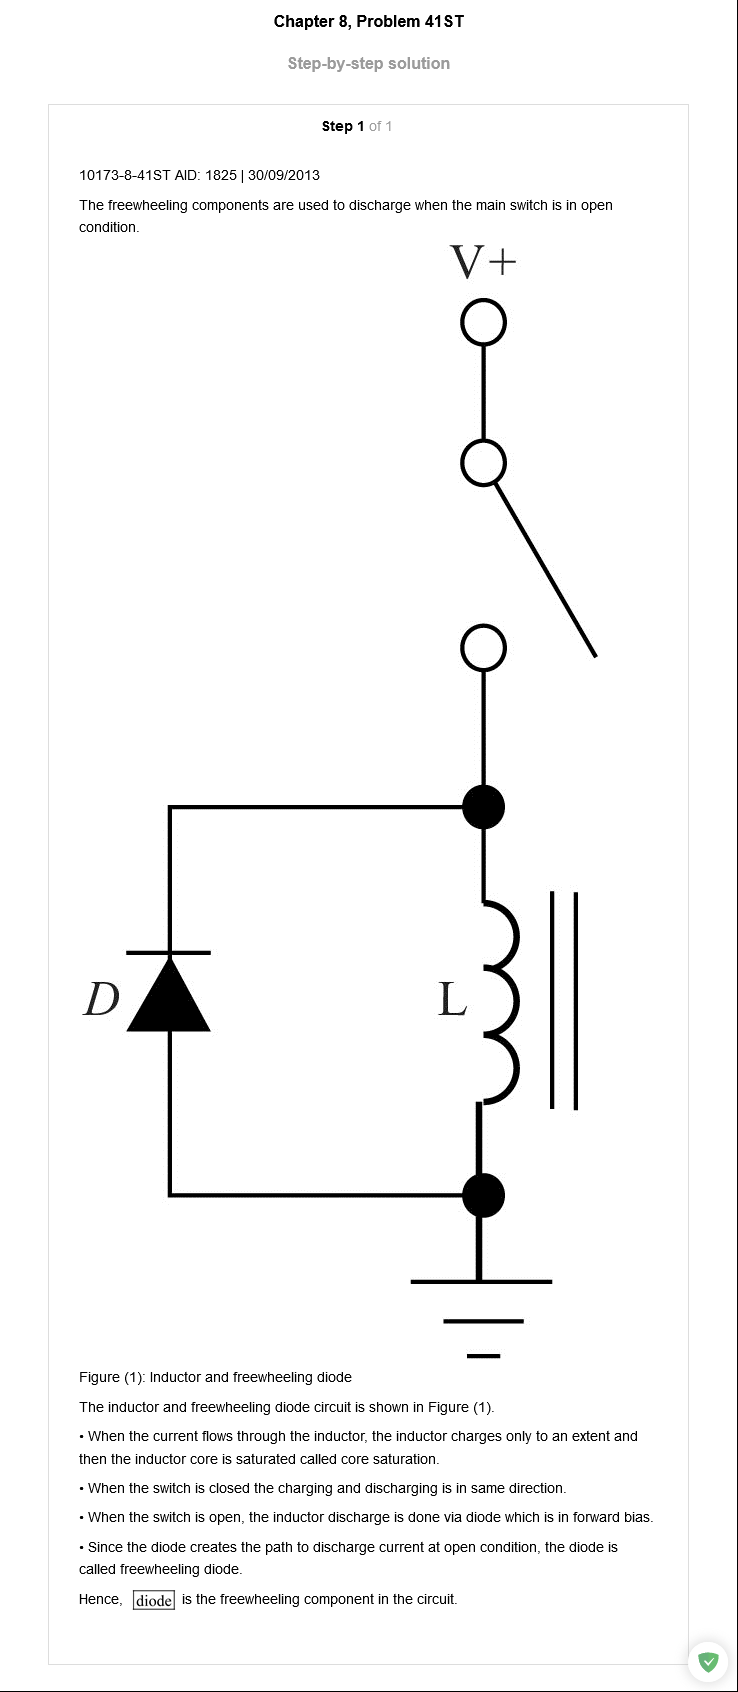 Chapter 8, Problem 41ST
Step-by-step solution
Step 1 of 1
10173-8-41ST AID: 1825 | 30/09/2013
The freewheeling components are used to discharge when the main switch is in open
condition.
V+
D
L
Figure (1): Inductor and freewheeling diode
The inductor and freewheeling diode circuit is shown in Figure (1).
• When the current flows through the inductor, the inductor charges only to an extent and
then the inductor core is saturated called core saturation.
• When the switch is closed the charging and discharging is in same direction.
• When the switch is open, the inductor discharge is done via diode which is in forward bias.
• Since the diode creates the path to discharge current at open condition, the diode is
called freewheeling diode.
Hence, diode is the freewheeling component in the circuit.